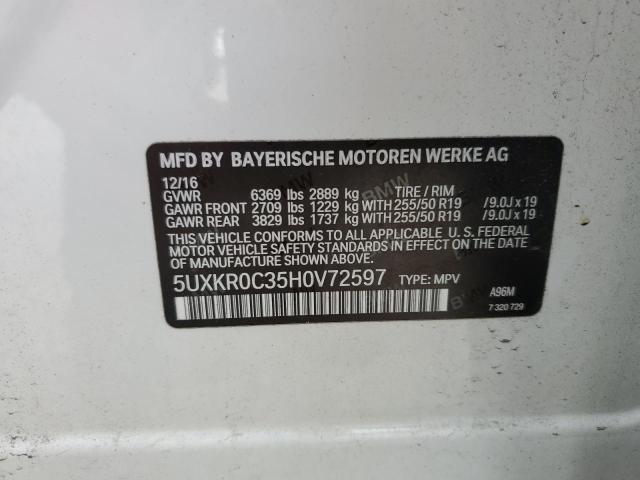 MFD BY BAYERISCHE MOTOREN WERKE AG
12/16
GVWR 6369 lbs 2889 kg TIRE / RIM
GAWR FRONT 2709 lbs 1229 kg WITH 255/50 R19 /9.0J x 19
GAWR REAR 3829 lbs 1737 kg WITH 255/50 R19 /9.0J x 19
THIS VEHICLE CONFORMS TO ALL APPLICABLE U.S. FEDERAL
MOTOR VEHICLE SAFETY STANDARDS IN EFFECT ON THE DATE OF
MANUFACTURE SHOWN ABOVE.
5UXKR0C35H0V72597 TYPE: MPV
A96M
7 320 729